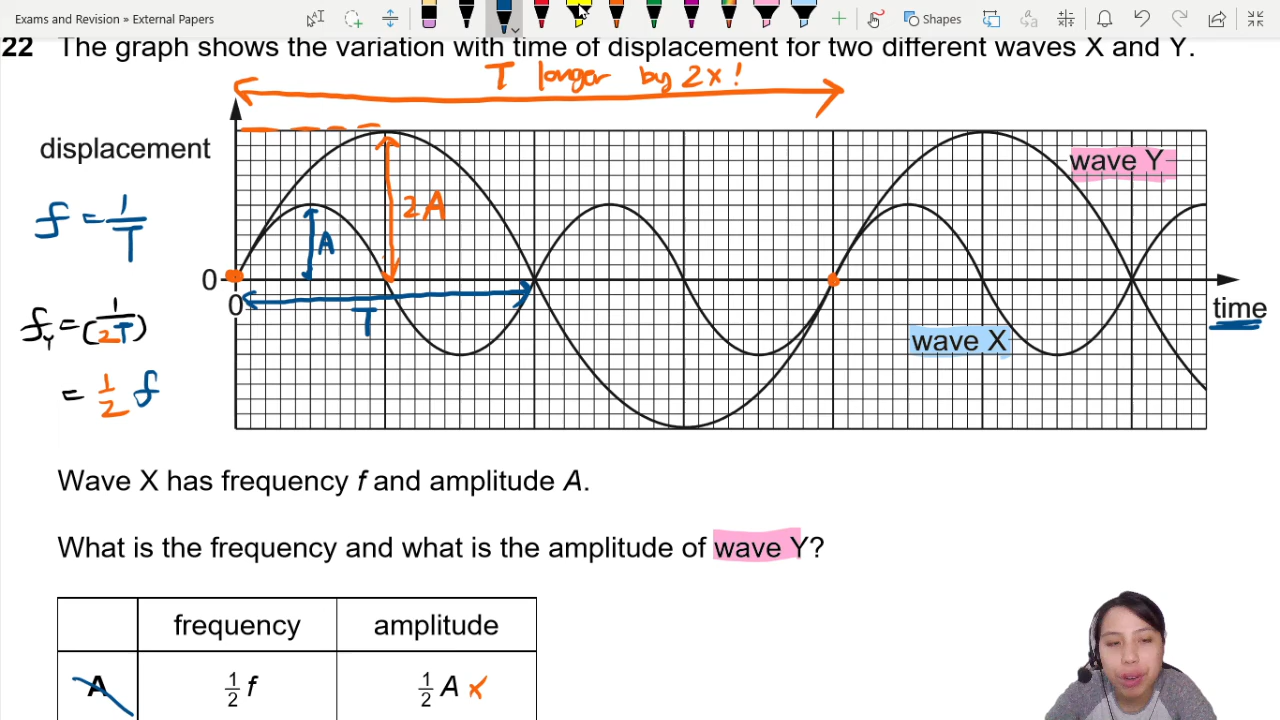 Exams and Revision » External Papers
Shapes
22 The graph shows the variation with time of displacement for two different waves X and Y.
T longer by 2x!
displacement
wave Y
f = 1/T
2A
A
0
0
T
time
fY = (1/2T)
wave X
= 1/2 f
Wave X has frequency f and amplitude A.
What is the frequency and what is the amplitude of wave Y?
frequency amplitude
A 1/2 f 1/2 A ×